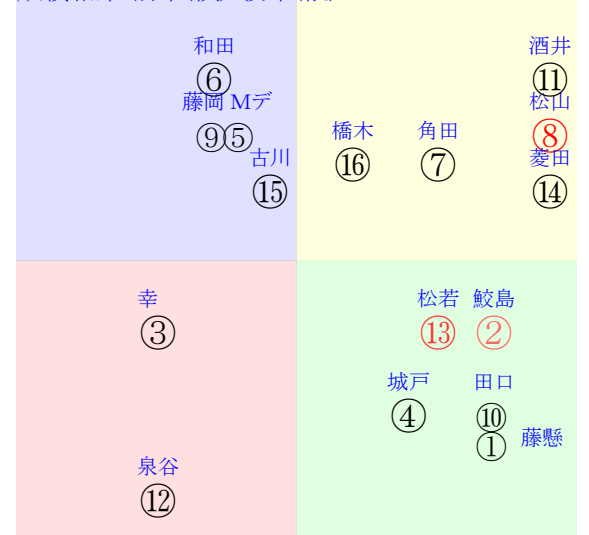 和田
酒井
⑥
⑪
藤岡 Mデ
松山
⑨⑤
橋木
角田
⑧
古川
菱田
⑯
⑦
⑮
⑭
幸
松若
鮫島
③
⑬
②
城戸
田口
④
⑩
藤懸
①
泉谷
⑫